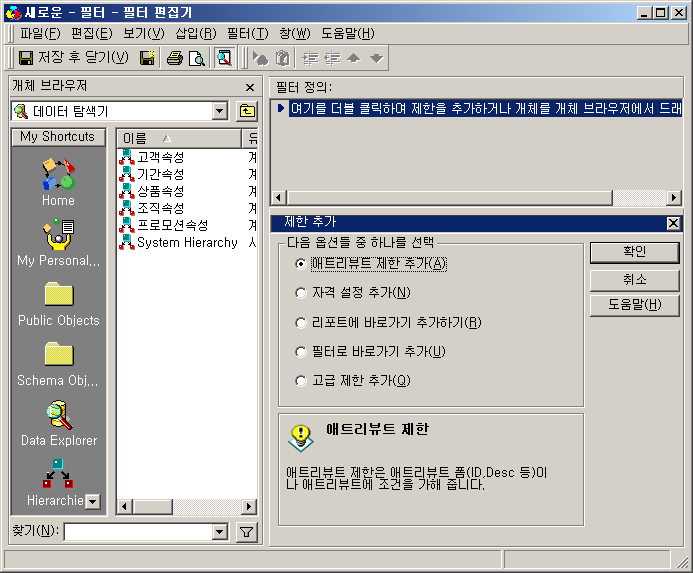 새로운 - 필터 - 필터 편집기
파일(F) 편집(E) 보기(V) 삽입(R) 필터(T) 창(W) 도움말(H)
저장 후 닫기(V)
개체 브라우저
데이터 탐색기
My Shortcuts
Home
My Personal...
Public Objects
Schema Obj...
Data Explorer
Hierarchie
이름
고객속성 계
기간속성 계
상품속성 계
조직속성 계
프로모션속성 계
System Hierarchy 시
찾기(N):
필터 정의:
여기를 더블 클릭하여 제한을 추가하거나 개체를 개체 브라우저에서 드래
제한 추가
다음 옵션들 중 하나를 선택
애트리뷰트 제한 추가(A)
자격 설정 추가(N)
리포트에 바로가기 추가하기(R)
필터로 바로가기 추가(U)
고급 제한 추가(Q)
확인
취소
도움말(H)
애트리뷰트 제한
애트리뷰트 제한은 애트리뷰트 폼(ID,Desc 등)이
나 애트리뷰트에 조건을 가해 줍니다.